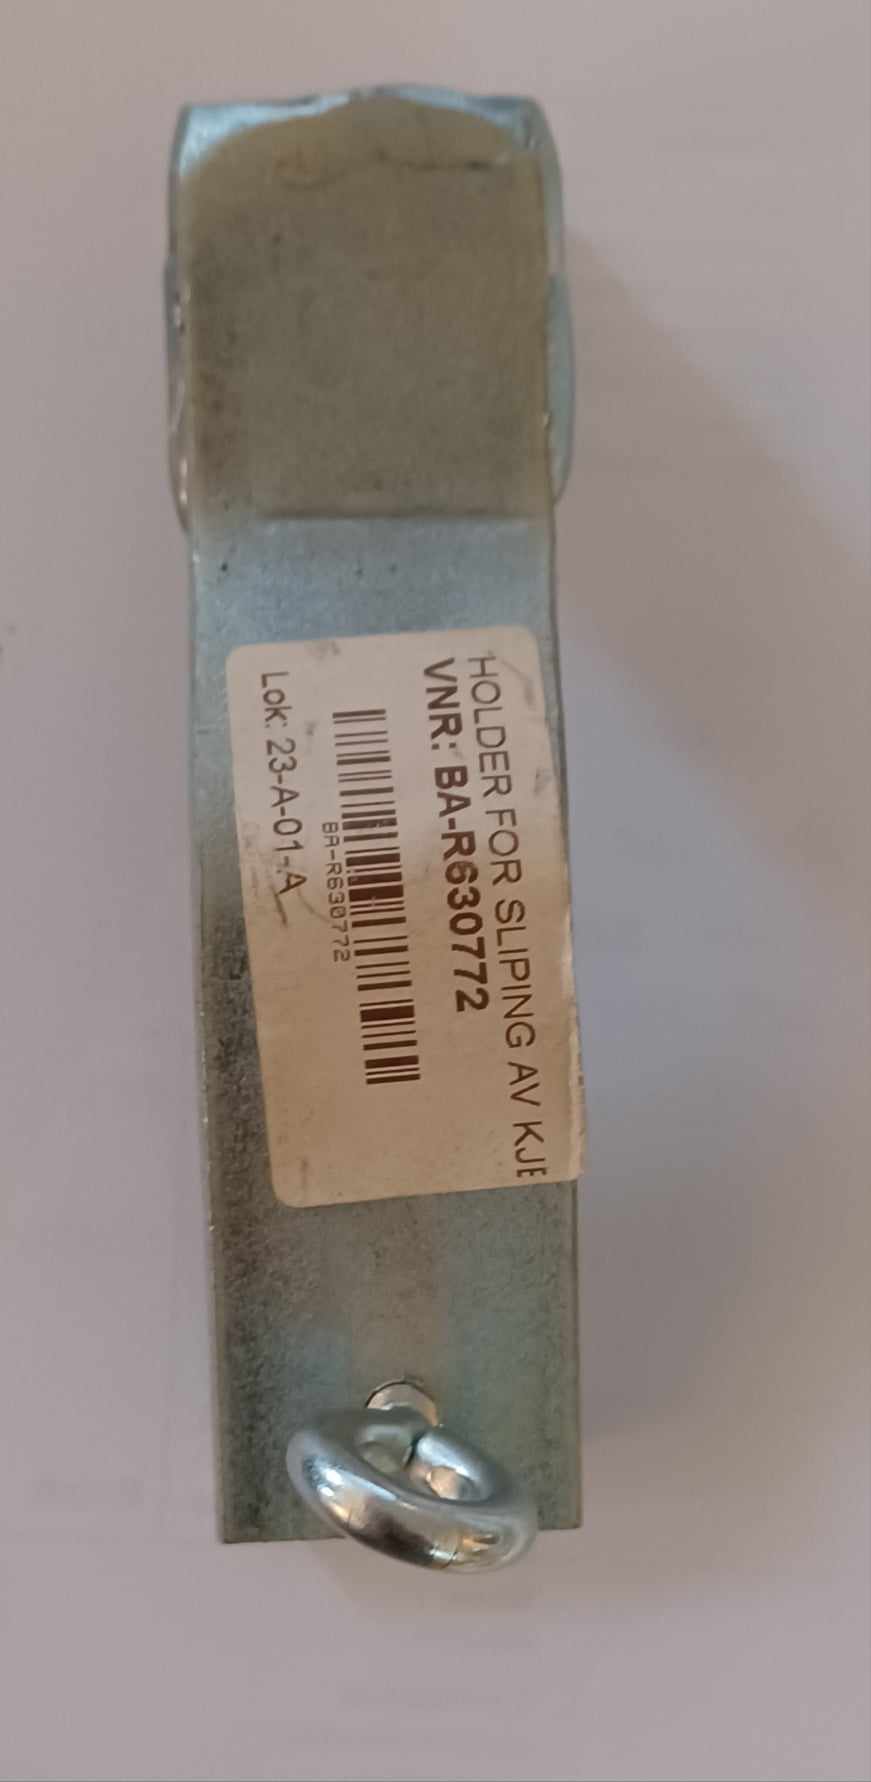 HOLDER FOR SLIPING AV KJE
VNR: BA-R630772
BA-R630772
Lok: 23-A-01-A